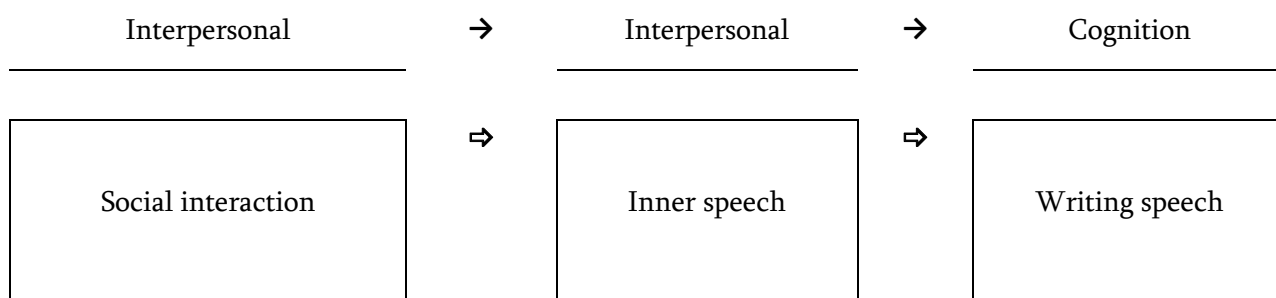 Interpersonal → Interpersonal → Cognition
⇨ ⇨
Social interaction Inner speech Writing speech